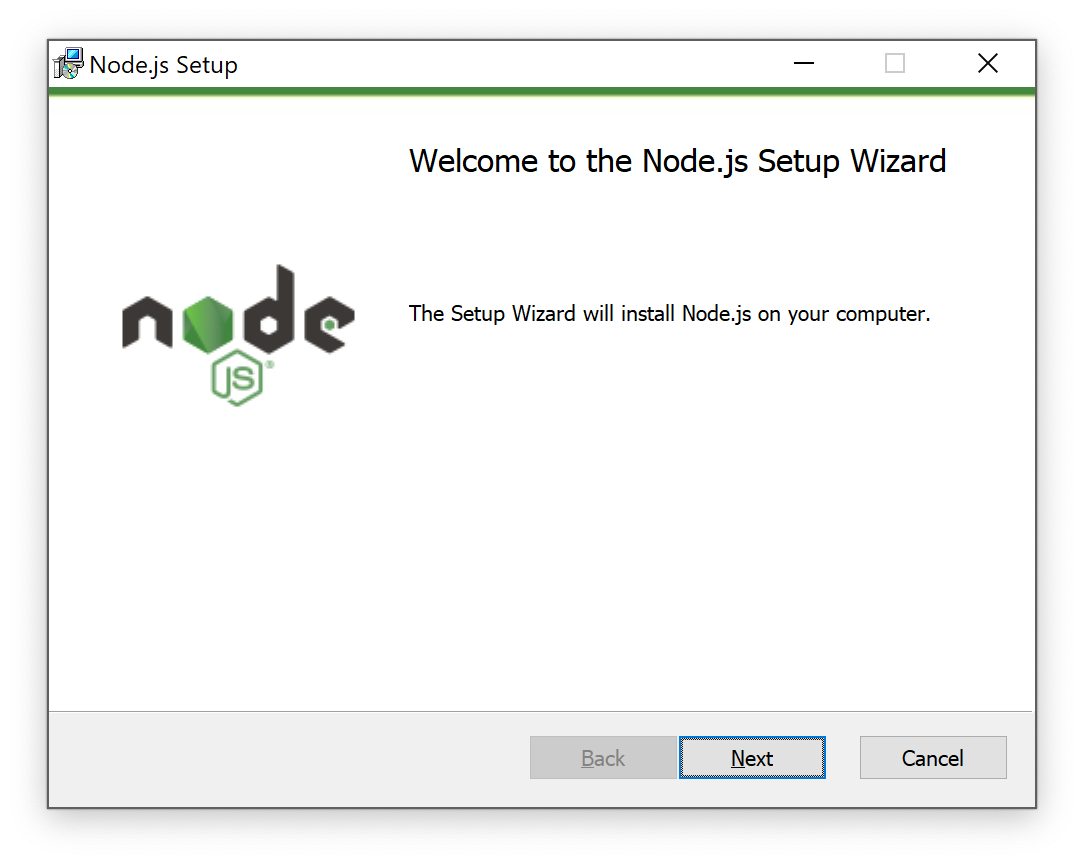 Node.js Setup
Welcome to the Node.js Setup Wizard
node
JS®
The Setup Wizard will install Node.js on your computer.
Back
Next
Cancel